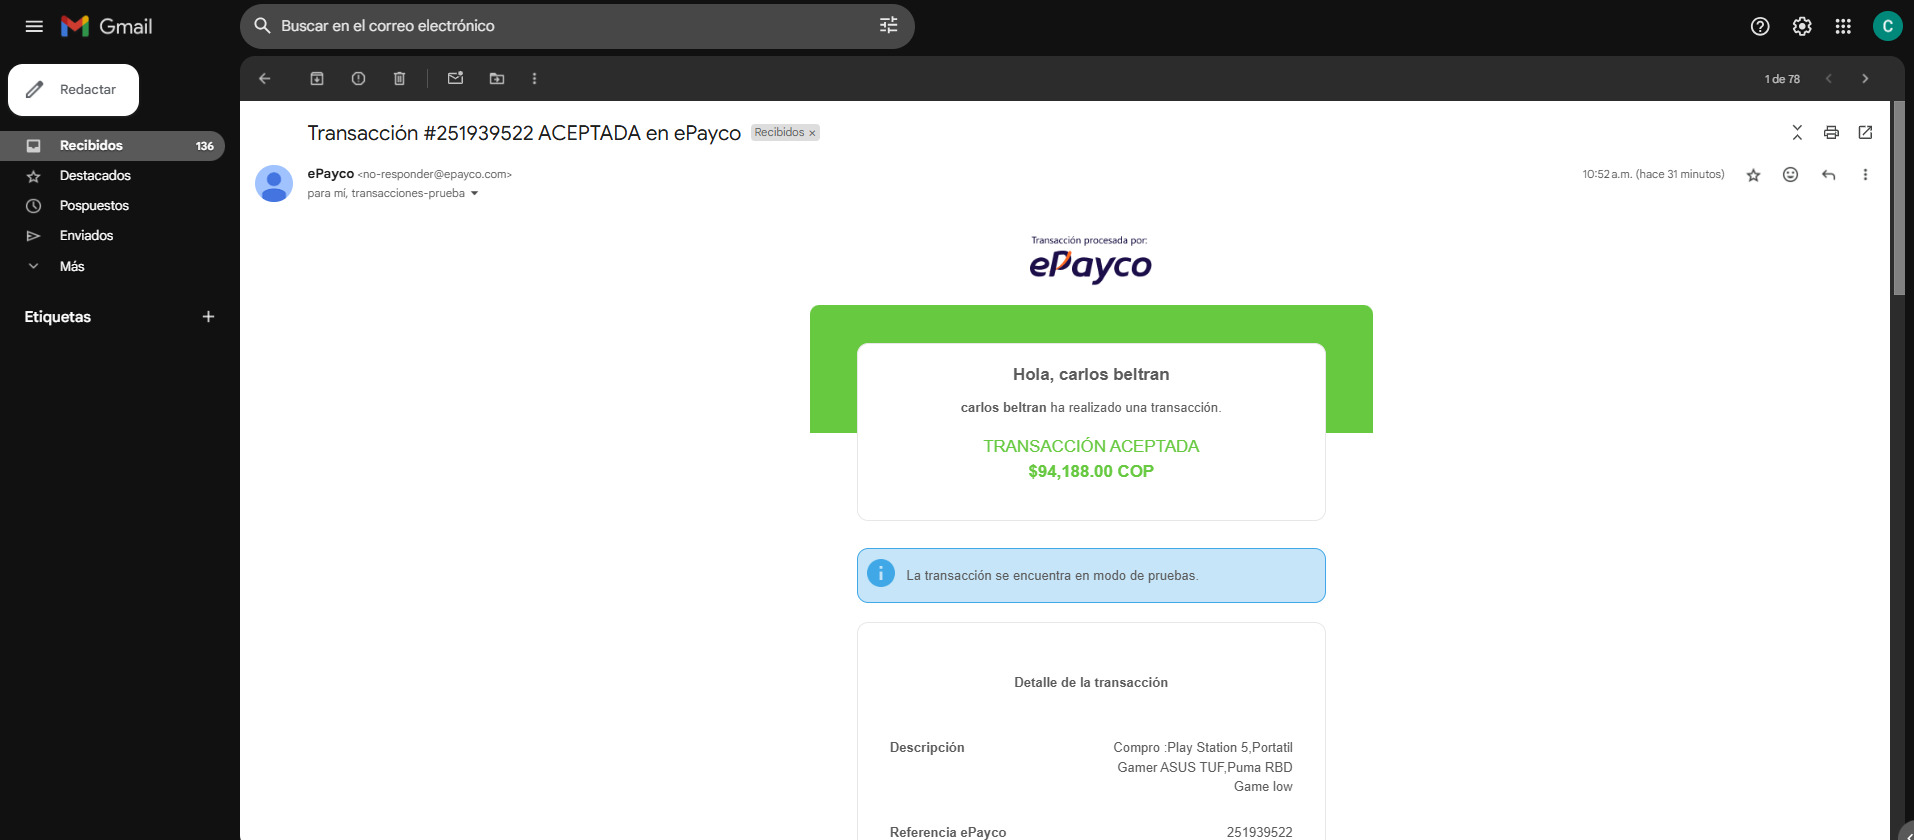 Gmail
Buscar en el correo electrónico
C
Redactar
1 de 78
Recibidos
136
Destacados
Pospuestos
Enviados
Más
Etiquetas
Transacción #251939522 ACEPTADA en ePayco
Recibidos ×
ePayco <no-responder@epayco.com>
10:52 a.m. (hace 31 minutos)
para mí, transacciones-prueba
Transacción procesada por:
ePayco
Hola, carlos beltran
carlos beltran ha realizado una transacción.
TRANSACCIÓN ACEPTADA
$94,188.00 COP
La transacción se encuentra en modo de pruebas.
Detalle de la transacción
Descripción
Compro :Play Station 5,Portatil
Gamer ASUS TUF,Puma RBD
Game low
Referencia ePayco
251939522